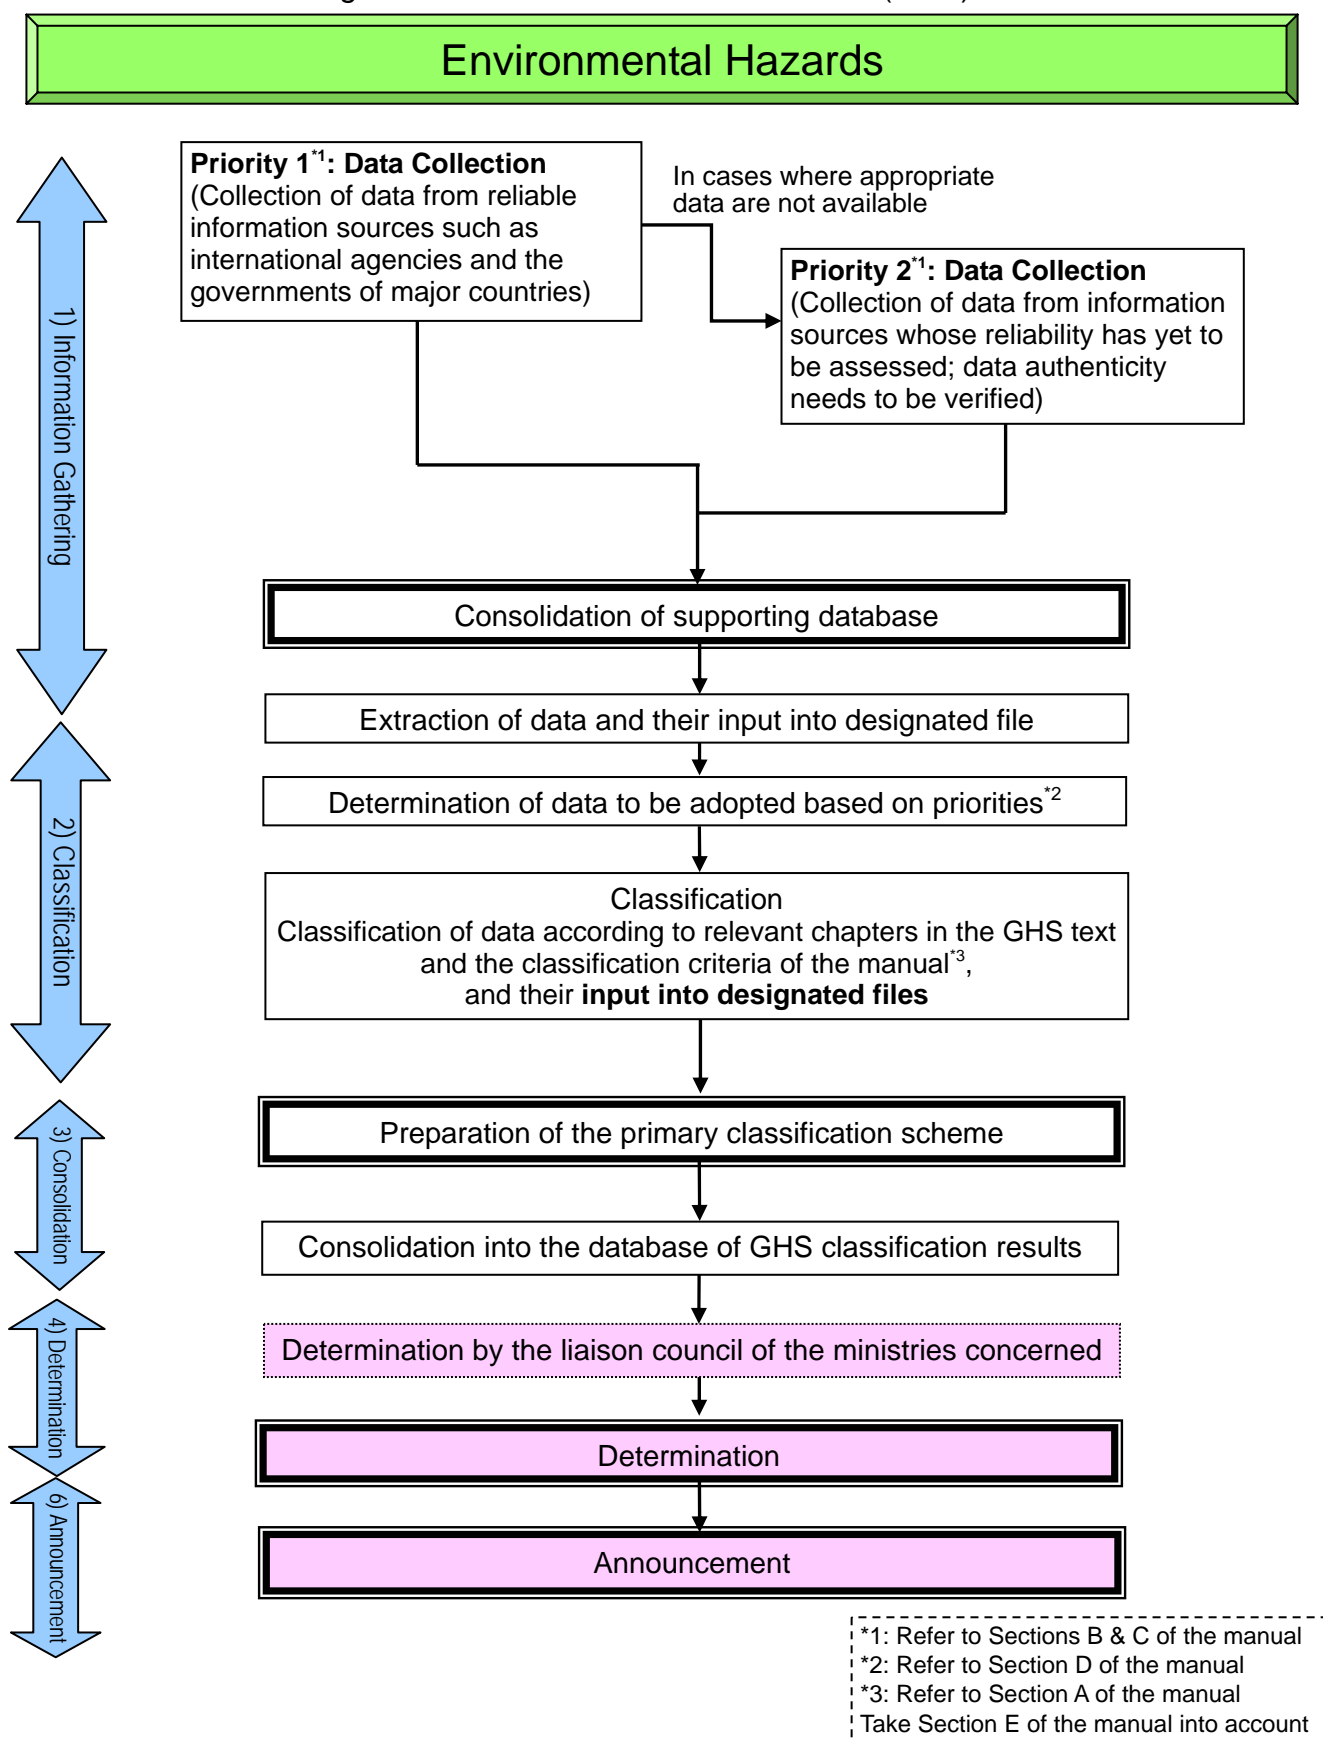 Environmental Hazards
Priority 1*1: Data Collection
(Collection of data from reliable
information sources such as
international agencies and the
governments of major countries)
In cases where appropriate
data are not available
Priority 2*1: Data Collection
(Collection of data from information
sources whose reliability has yet to
be assessed; data authenticity
needs to be verified)
1) Information Gathering
Consolidation of supporting database
Extraction of data and their input into designated file
Determination of data to be adopted based on priorities*2
2) Classification
Classification
Classification of data according to relevant chapters in the GHS text
and the classification criteria of the manual*3,
and their input into designated files
3) Consolidation
Preparation of the primary classification scheme
Consolidation into the database of GHS classification results
4) Determination
Determination by the liaison council of the ministries concerned
Determination
6) Announcement
Announcement
*1: Refer to Sections B & C of the manual
*2: Refer to Section D of the manual
*3: Refer to Section A of the manual
Take Section E of the manual into account